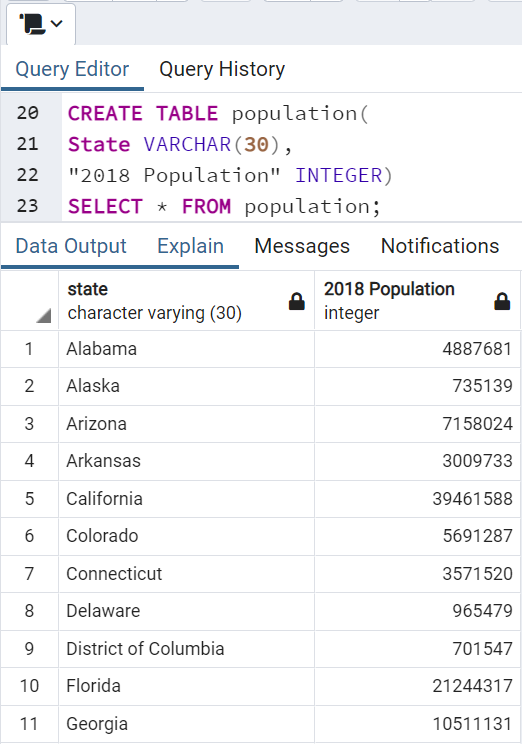 Query Editor Query History
20 CREATE TABLE population(
21 State VARCHAR(30),
22 "2018 Population" INTEGER)
23 SELECT * FROM population;
Data Output Explain Messages Notifications
state 2018 Population
character varying (30) integer
1 Alabama 4887681
2 Alaska 735139
3 Arizona 7158024
4 Arkansas 3009733
5 California 39461588
6 Colorado 5691287
7 Connecticut 3571520
8 Delaware 965479
9 District of Columbia 701547
10 Florida 21244317
11 Georgia 10511131